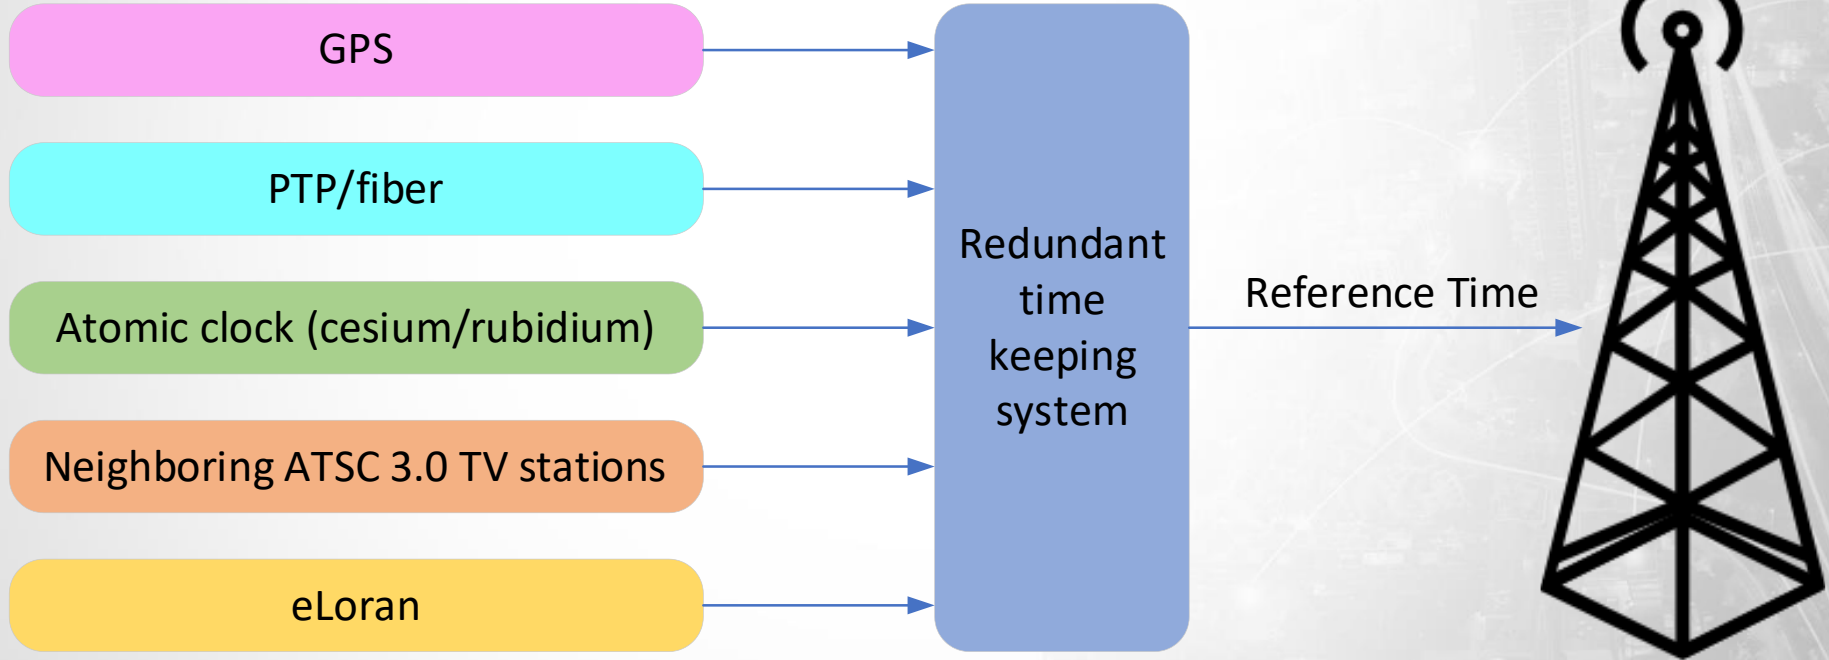 GPS
PTP/fiber
Atomic clock (cesium/rubidium)
Neighboring ATSC 3.0 TV stations
eLoran
Redundant
time
keeping
system
Reference Time